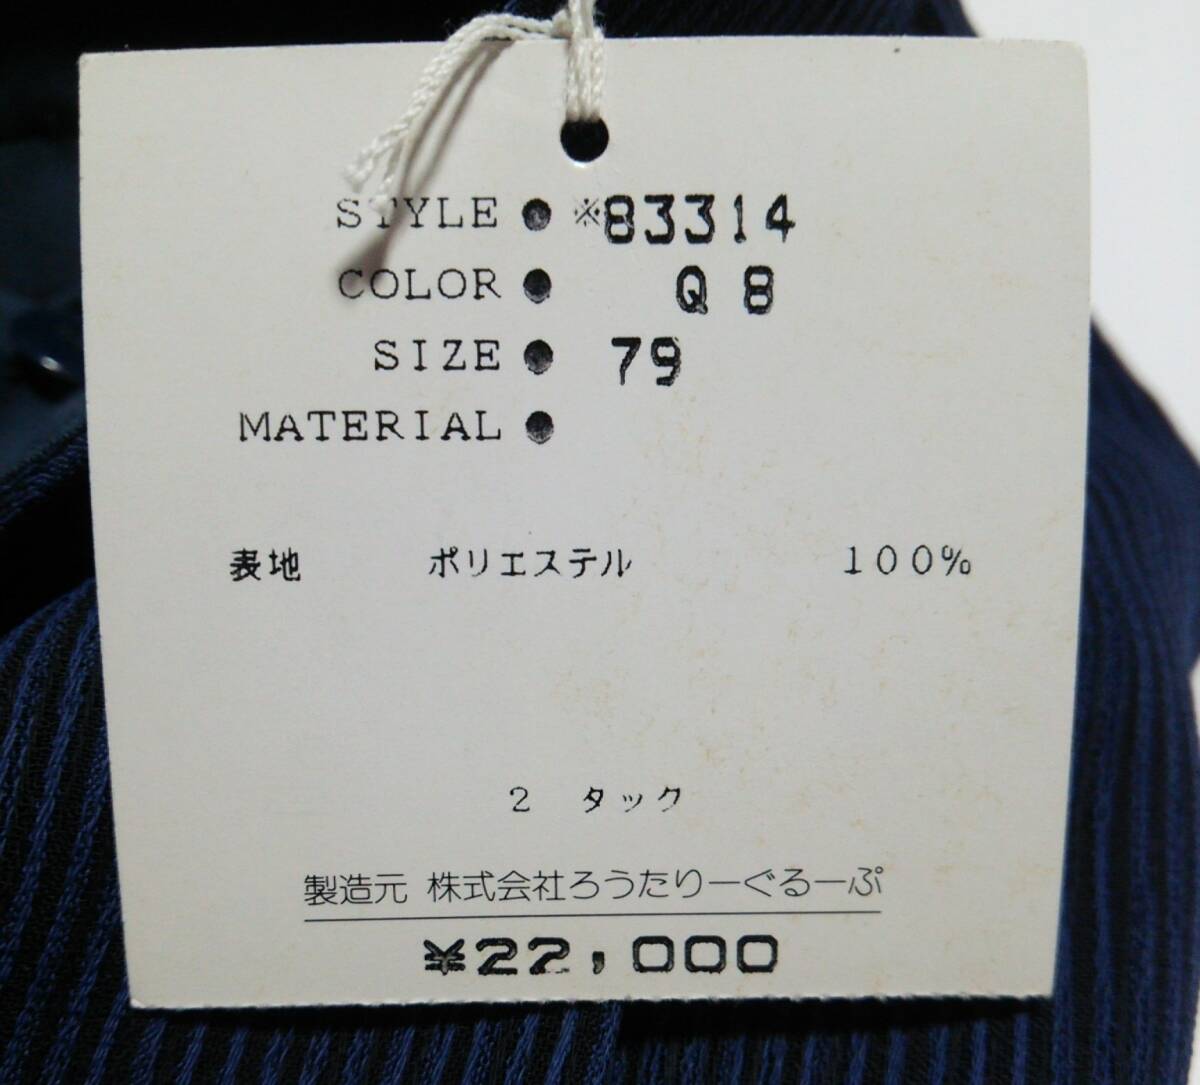 STYLE ● ※83314
COLOR ● Q 8
SIZE ● 79
MATERIAL ●
表地 ポリエステル 100%
2 タック
製造元 株式会社ろうたりーぐるーぷ
¥22,000